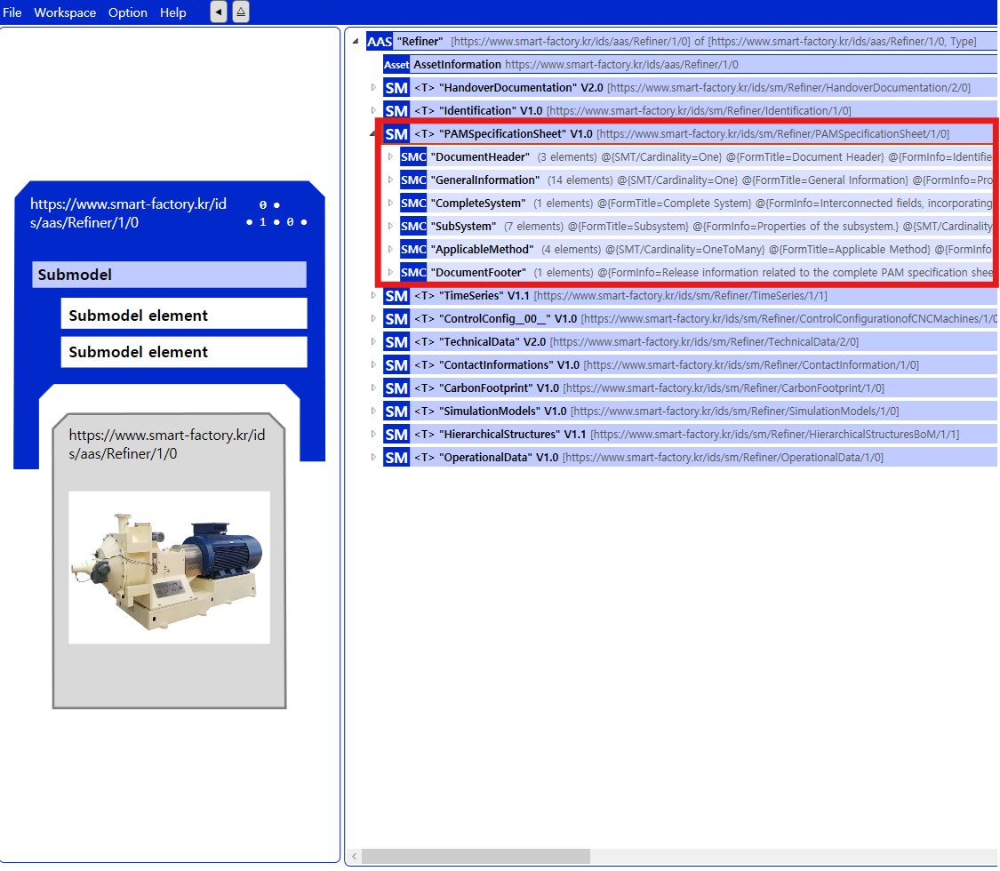 File Workspace Option Help
https://www.smart-factory.kr/id
s/aas/Refiner/1/0
0
1 0
Submodel
Submodel element
Submodel element
https://www.smart-factory.kr/id
s/aas/Refiner/1/0
AAS "Refiner" [https://www.smart-factory.kr/ids/aas/Refiner/1/0] of [https://www.smart-factory.kr/ids/aas/Refiner/1/0, Type]
Asset AssetInformation https://www.smart-factory.kr/ids/aas/Refiner/1/0
SM <T> "HandoverDocumentation" V2.0 [https://www.smart-factory.kr/ids/sm/Refiner/HandoverDocumentation/2/0]
SM <T> "Identification" V1.0 [https://www.smart-factory.kr/ids/sm/Refiner/Identification/1/0]
SM <T> "PAMSpecificationSheet" V1.0 [https://www.smart-factory.kr/ids/sm/Refiner/PAMSpecificationSheet/1/0]
SMC "DocumentHeader" (3 elements) @{SMT/Cardinality=One} @{FormTitle=Document Header} @{FormInfo=Identifie
SMC "GeneralInformation" (14 elements) @{SMT/Cardinality=One} @{FormTitle=General Information} @{FormInfo=Pro
SMC "CompleteSystem" (1 elements) @{FormTitle=Complete System} @{FormInfo=Interconnected fields, incorporating
SMC "SubSystem" (7 elements) @{FormTitle=Subsystem} @{FormInfo=Properties of the subsystem.} @{SMT/Cardinality
SMC "ApplicableMethod" (4 elements) @{SMT/Cardinality=OneToMany} @{FormTitle=Applicable Method} @{FormInfo
SMC "DocumentFooter" (1 elements) @{FormInfo=Release information related to the complete PAM specification shee
SM <T> "TimeSeries" V1.1 [https://www.smart-factory.kr/ids/sm/Refiner/TimeSeries/1/1]
SM <T> "ControlConfig__00__" V1.0 [https://www.smart-factory.kr/ids/sm/Refiner/ControlConfigurationofCNCMachines/1/0
SM <T> "TechnicalData" V2.0 [https://www.smart-factory.kr/ids/sm/Refiner/TechnicalData/2/0]
SM <T> "ContactInformations" V1.0 [https://www.smart-factory.kr/ids/sm/Refiner/ContactInformation/1/0]
SM <T> "CarbonFootprint" V1.0 [https://www.smart-factory.kr/ids/sm/Refiner/CarbonFootprint/1/0]
SM <T> "SimulationModels" V1.0 [https://www.smart-factory.kr/ids/sm/Refiner/SimulationModels/1/0]
SM <T> "HierarchicalStructures" V1.1 [https://www.smart-factory.kr/ids/sm/Refiner/HierarchicalStructuresBoM/1/1]
SM <T> "OperationalData" V1.0 [https://www.smart-factory.kr/ids/sm/Refiner/OperationalData/1/0]